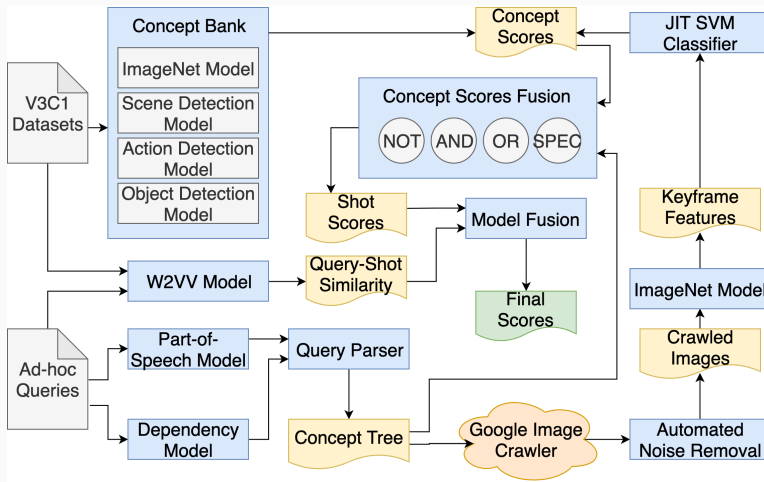 Concept Bank
ImageNet Model
Scene Detection
Model
Action Detection
Model
Object Detection
Model
V3C1
Datasets
Concept
Scores
JIT SVM
Classifier
Concept Scores Fusion
NOT
AND
OR
SPEC
Shot
Scores
Model Fusion
Keyframe
Features
W2VV Model
Query-Shot
Similarity
Final
Scores
ImageNet Model
Crawled
Images
Ad-hoc
Queries
Part-of-
Speech Model
Query Parser
Dependency
Model
Concept Tree
Google Image
Crawler
Automated
Noise Removal